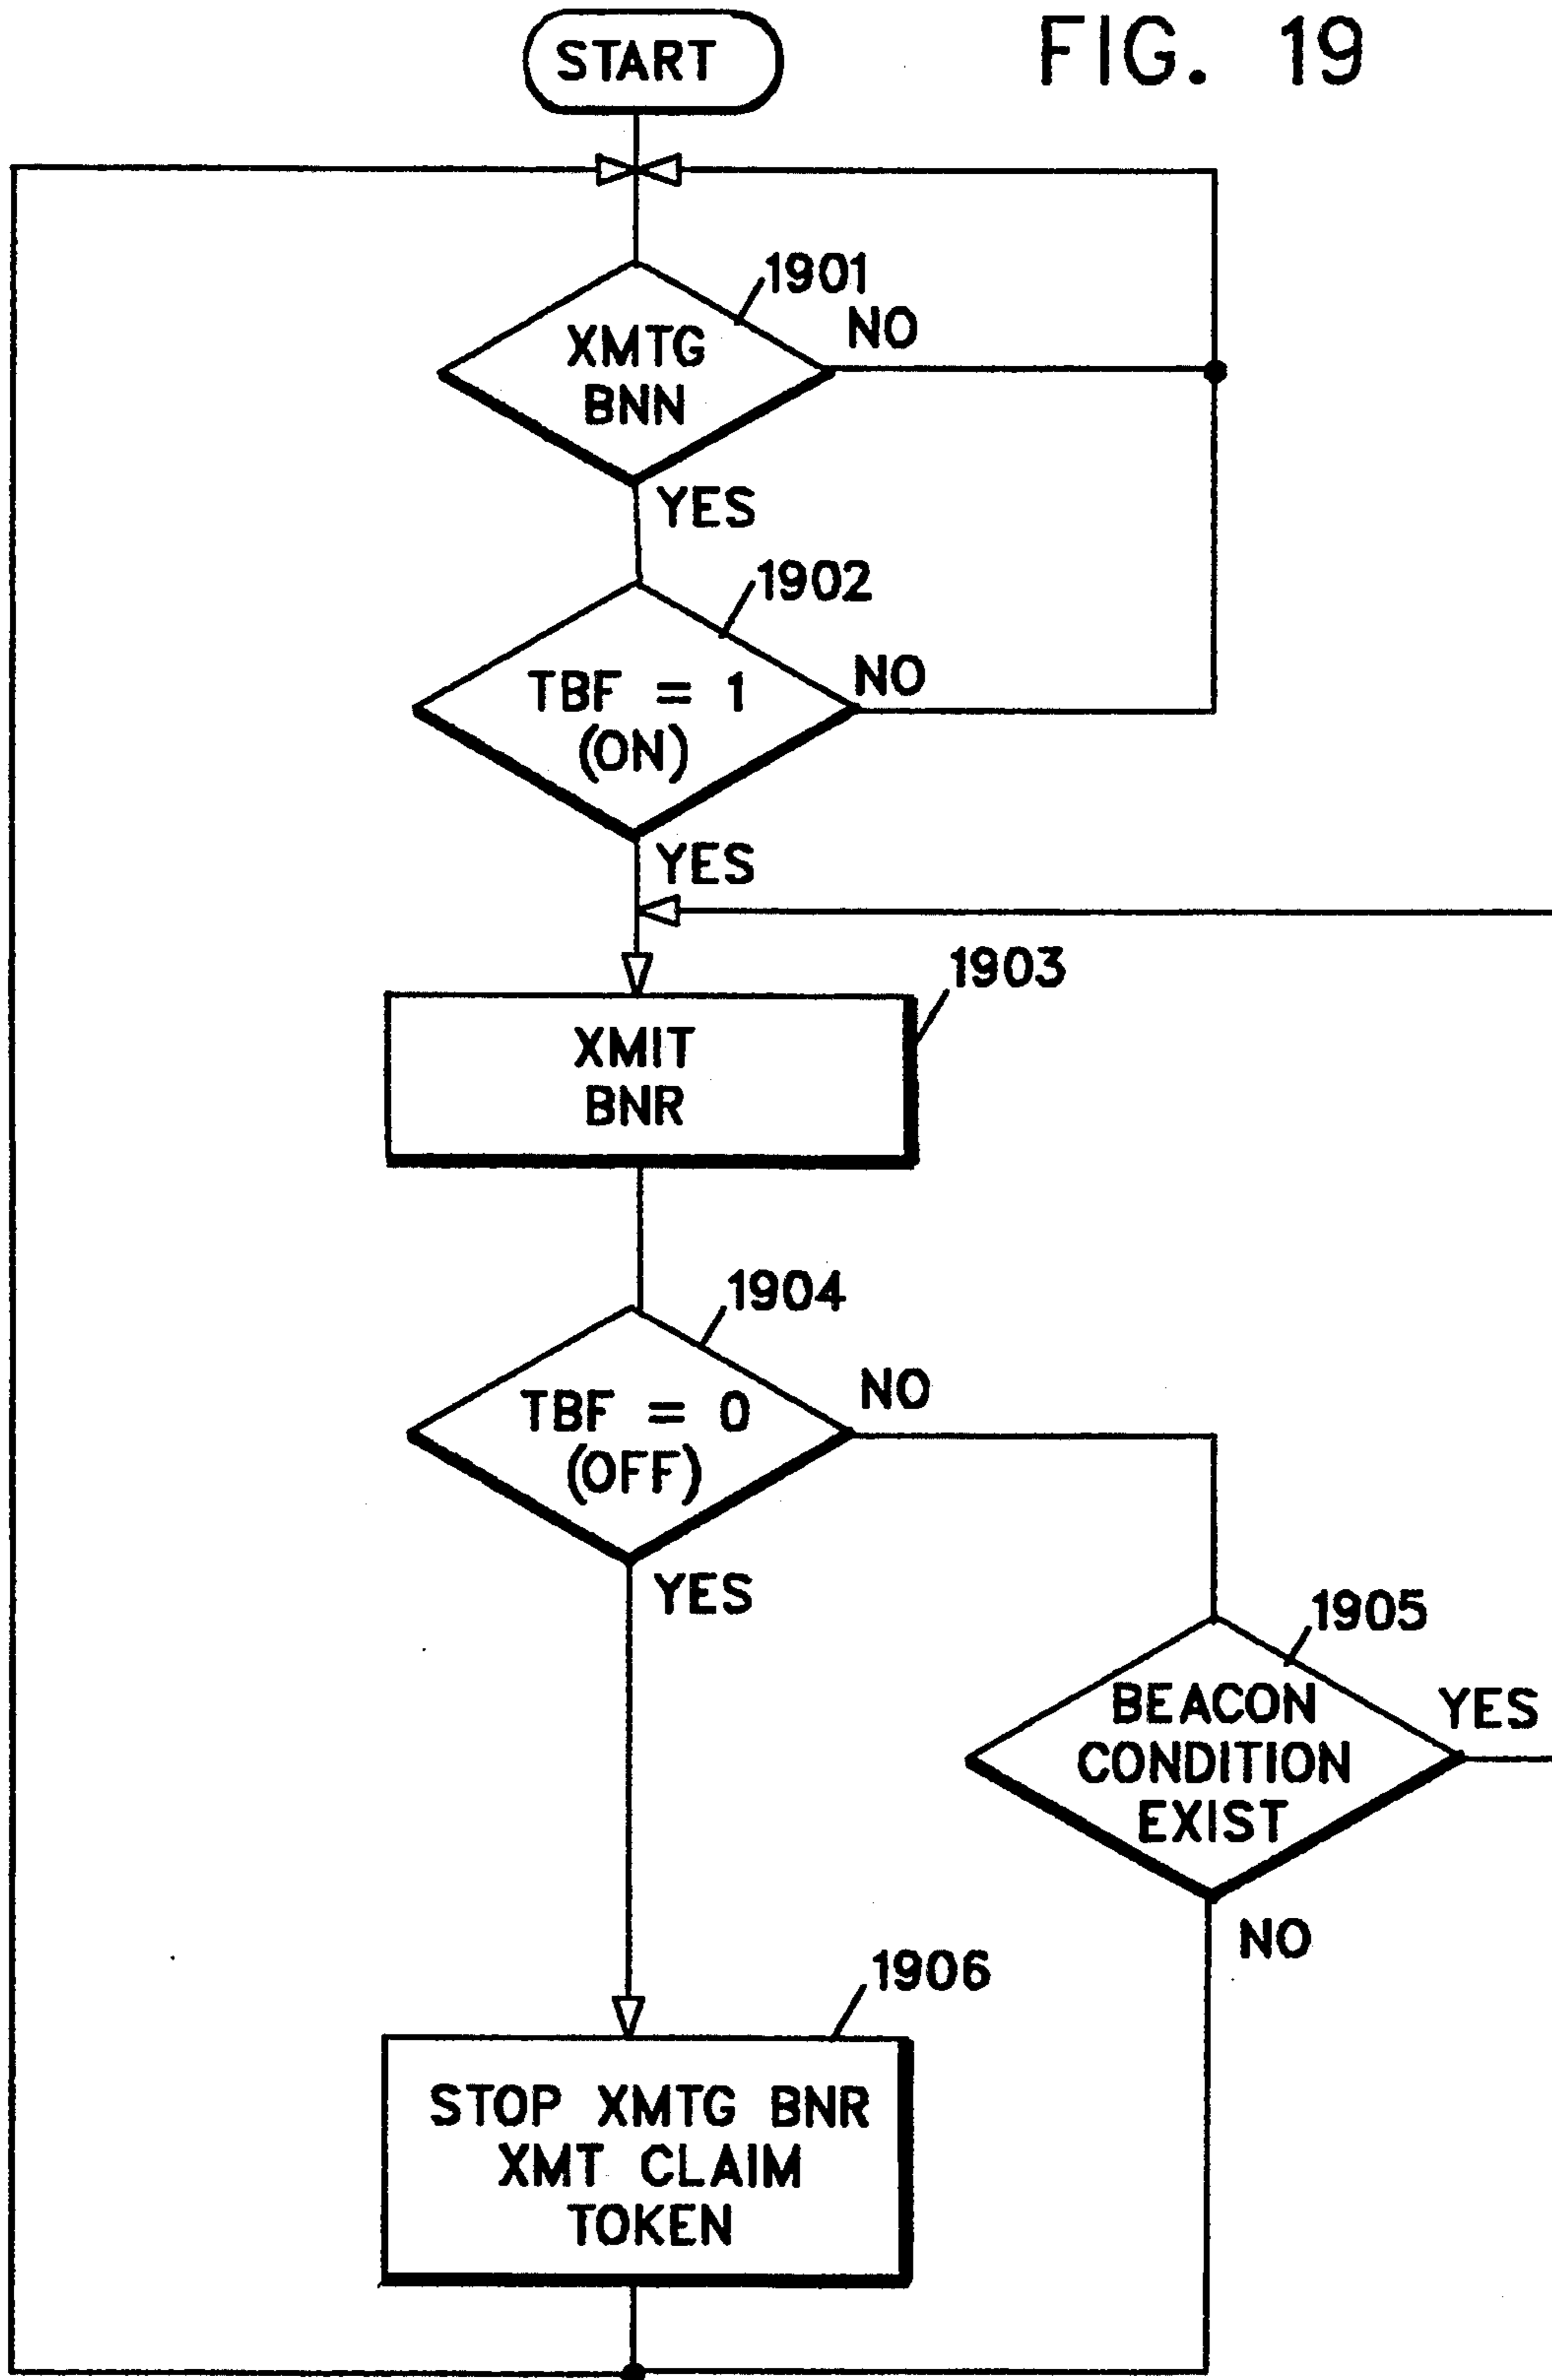 START
FIG. 19
1901
XMTG
BNN
NO
YES
1902
TBF = 1
(ON)
NO
YES
1903
XMIT
BNR
1904
TBF = 0
(OFF)
NO
YES
1905
BEACON
CONDITION
EXIST
YES
NO
1906
STOP XMTG BNR
XMT CLAIM
TOKEN